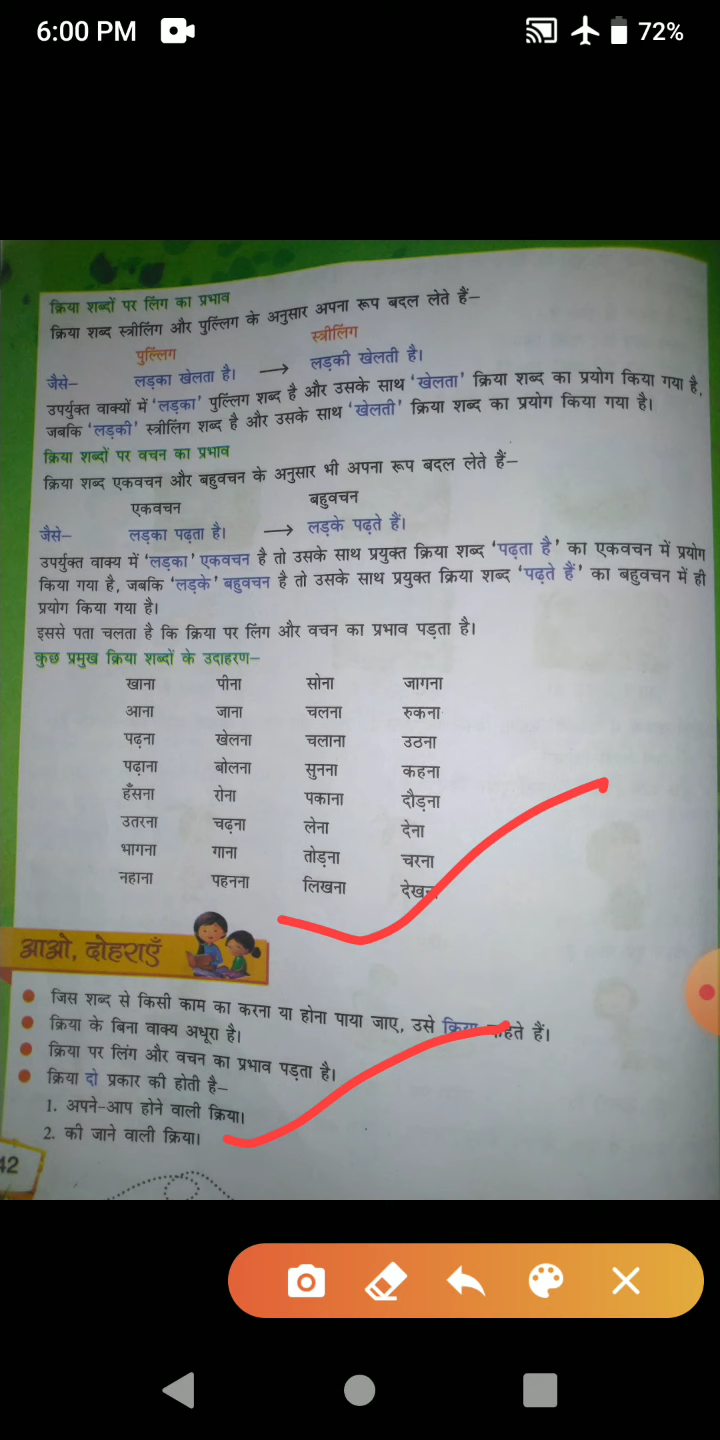 6:00 PM
72%
क्रिया शब्दों पर लिंग का प्रभाव
क्रिया शब्द स्त्रीलिंग और पुल्लिग के अनुसार अपना रूप बदल लेते हैं–
पुल्लिग स्त्रीलिंग
जैसे– लड़का खेलता है। → लड़की खेलती है।
उपर्युक्त वाक्यों में ‘लड़का’ पुल्लिग शब्द है और उसके साथ ‘खेलता’ क्रिया शब्द का प्रयोग किया गया है,
जबकि ‘लड़की’ स्त्रीलिंग शब्द है और उसके साथ ‘खेलती’ क्रिया शब्द का प्रयोग किया गया है।
क्रिया शब्दों पर वचन का प्रभाव
क्रिया शब्द एकवचन और बहुवचन के अनुसार भी अपना रूप बदल लेते हैं–
एकवचन बहुवचन
जैसे– लड़का पढ़ता है। → लड़के पढ़ते हैं।
उपर्युक्त वाक्य में ‘लड़का’ एकवचन है तो उसके साथ प्रयुक्त क्रिया शब्द ‘पढ़ता है’ का एकवचन में प्रयोग
किया गया है, जबकि ‘लड़के’ बहुवचन है तो उसके साथ प्रयुक्त क्रिया शब्द ‘पढ़ते हैं’ का बहुवचन में ही
प्रयोग किया गया है।
इससे पता चलता है कि क्रिया पर लिंग और वचन का प्रभाव पड़ता है।
कुछ प्रमुख क्रिया शब्दों के उदाहरण–
खाना पीना सोना जागना
आना जाना चलना रुकना
पढ़ना खेलना चलाना उठना
पढ़ाना बोलना सुनना कहना
हँसना रोना पकाना दौड़ना
उतरना चढ़ना लेना देना
भागना गाना तोड़ना चरना
नहाना पहनना लिखना देखना
आओ, दोहराएँ
जिस शब्द से किसी काम का करना या होना पाया जाए, उसे क्रिया कहते हैं।
क्रिया के बिना वाक्य अधूरा है।
क्रिया पर लिंग और वचन का प्रभाव पड़ता है।
क्रिया दो प्रकार की होती है–
1. अपने-आप होने वाली क्रिया।
2. की जाने वाली क्रिया।
42